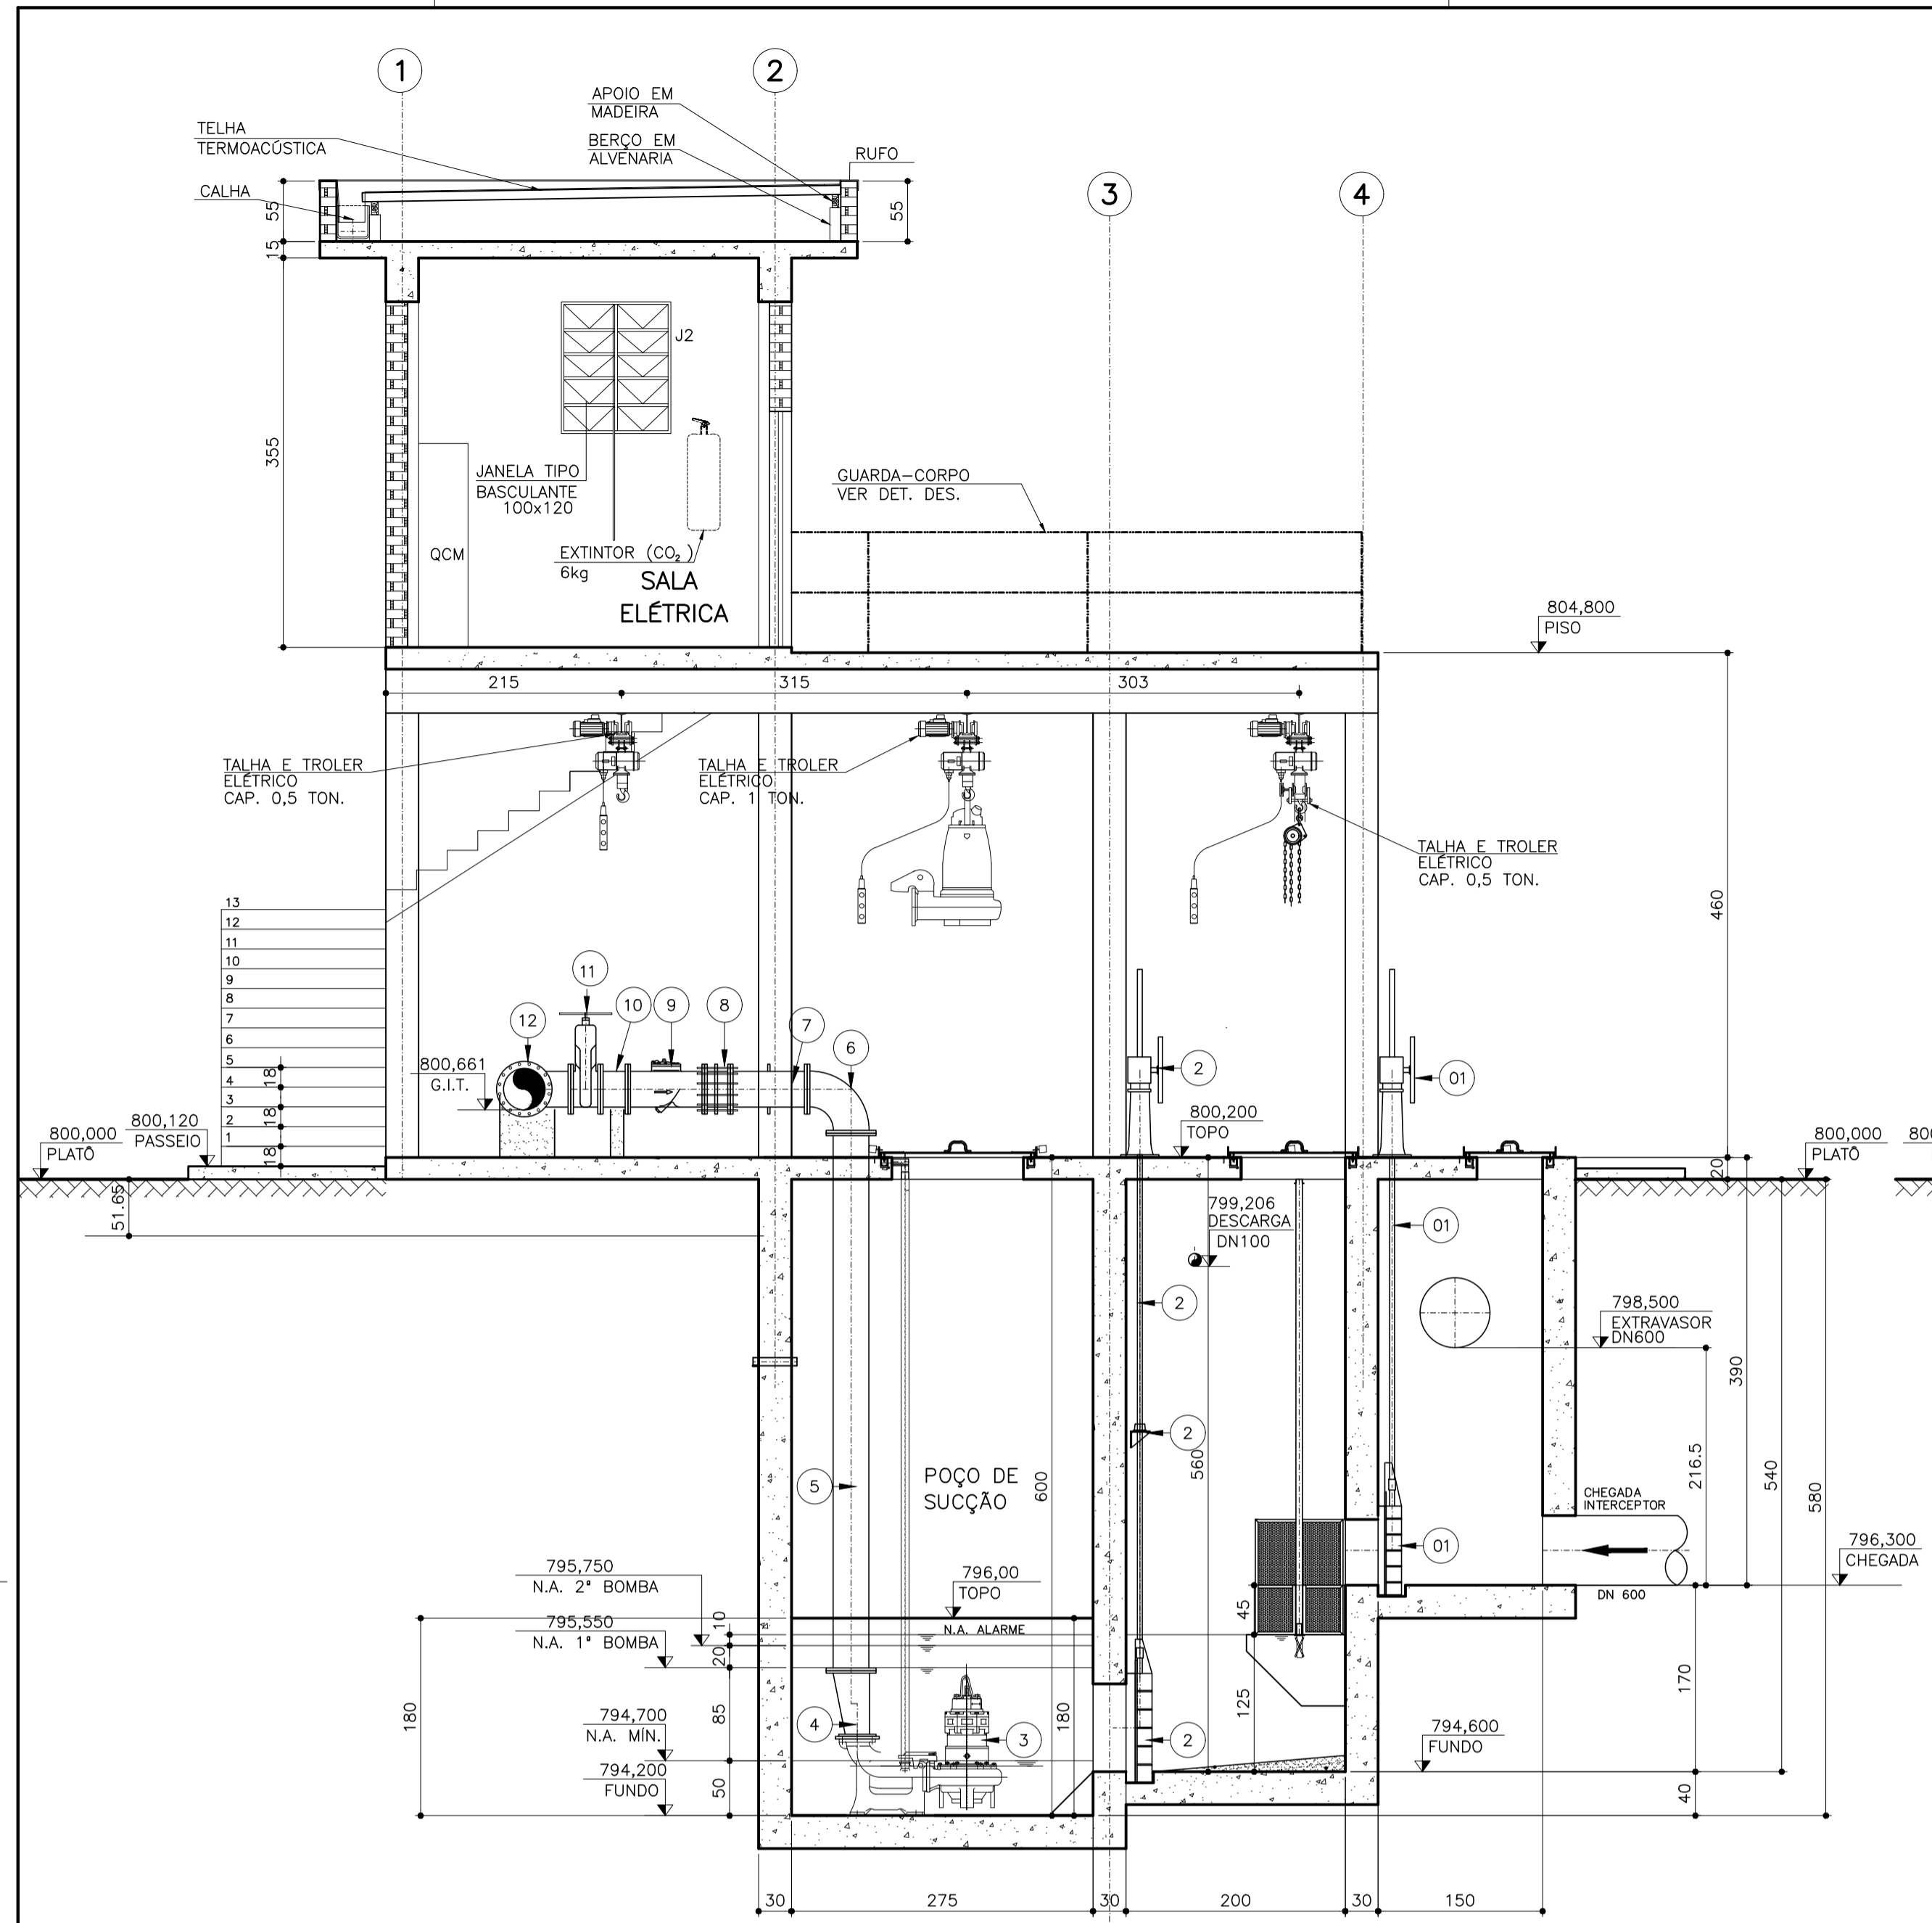 1
2
3
4
APOIO EM
MADEIRA
TELHA
TERMOACÚSTICA
BERÇO EM
ALVENARIA
RUFO
CALHA
55
55
15
J2
355
JANELA TIPO
BASCULANTE
100x120
GUARDA-CORPO
VER DET. DES.
QCM
EXTINTOR (CO₂)
6kg
SALA
ELÉTRICA
804,800
PISO
215
315
303
TALHA E TROLER
ELÉTRICO
CAP. 0,5 TON.
TALHA E TROLER
ELÉTRICO
CAP. 1 TON.
TALHA E TROLER
ELÉTRICO
CAP. 0,5 TON.
460
13
12
11
10
9
8
7
6
5
4
3
2
1
18
18
18
18
12
11
10
9
8
7
6
2
01
800,661
G.I.T.
800,000
PLATÔ
800,120
PASSEIO
800,200
TOPO
800,000
PLATÔ
800
20
51.65
799,206
DESCARGA
DN100
01
2
798,500
EXTRAVASOR
DN600
390
2
560
216.5
540
580
5
POÇO DE
SUCÇÃO
600
CHEGADA
INTERCEPTOR
01
796,300
CHEGADA
DN 600
795,750
N.A. 2ª BOMBA
796,00
TOPO
N.A. ALARME
10
45
795,550
N.A. 1ª BOMBA
20
180
85
180
125
170
794,700
N.A. MÍN.
4
3
2
794,600
FUNDO
794,200
FUNDO
50
40
30
275
30
200
30
150